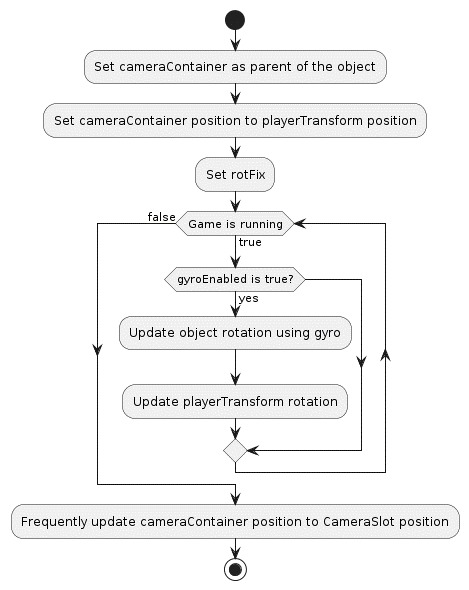 Set cameraContainer as parent of the object
Set cameraContainer position to playerTransform position
Set rotFix
false
Game is running
true
gyroEnabled is true?
yes
Update object rotation using gyro
Update playerTransform rotation
Frequently update cameraContainer position to CameraSlot position